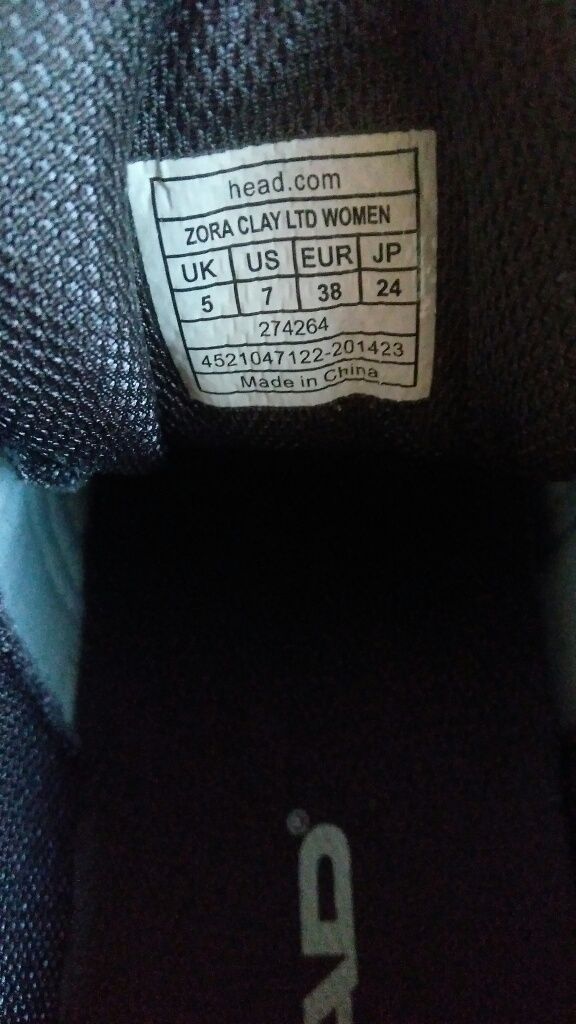 head.com
ZORA CLAY LTD WOMEN
UK US EUR JP
5 7 38 24
274264
4521047122-201423
Made in China
AD®